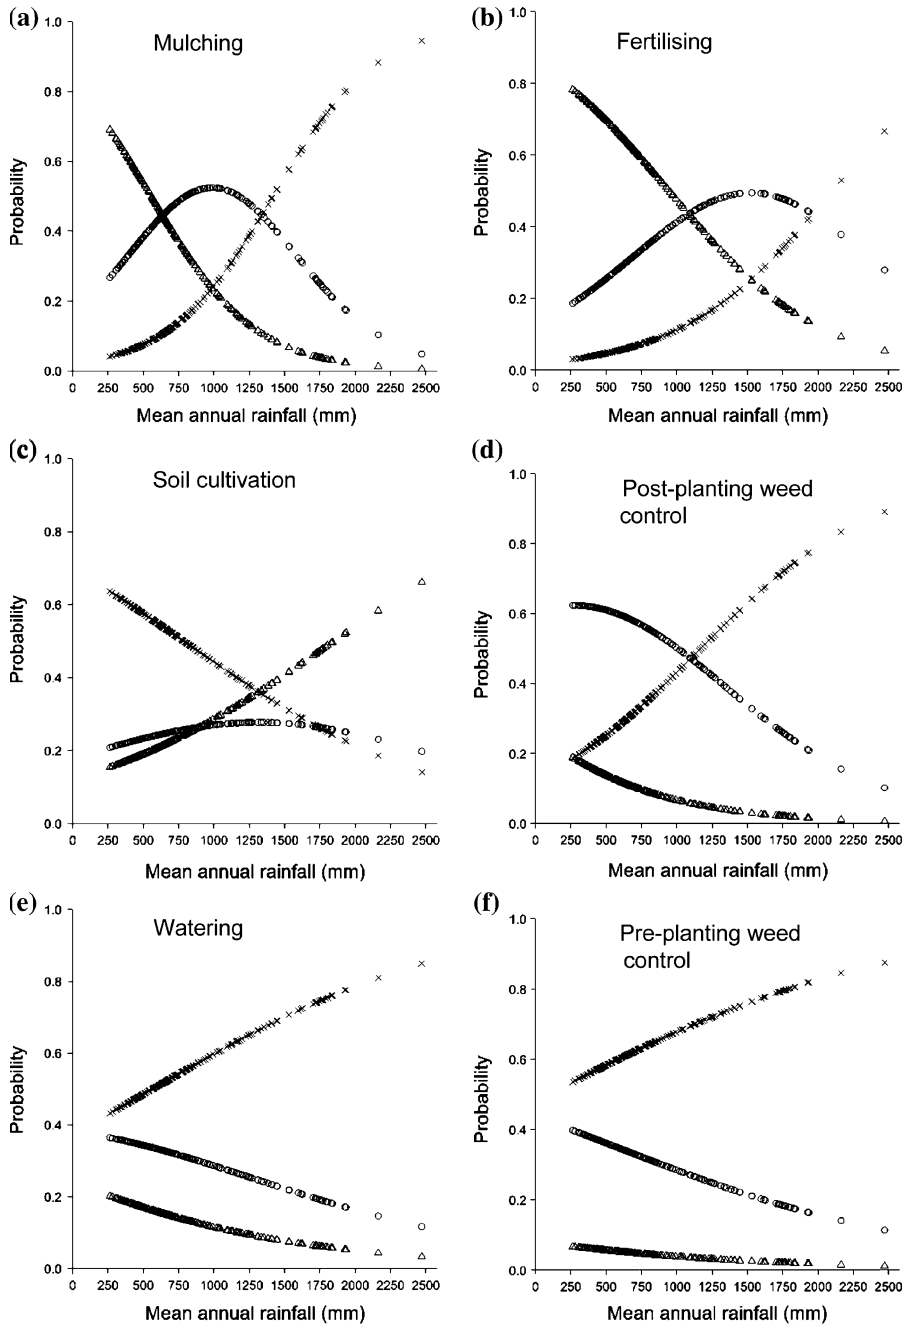 (a)
Mulching
Probability
1.0
0.8
0.6
0.4
0.2
0.0
0 250 500 750 1000 1250 1500 1750 2000 2250 2500
Mean annual rainfall (mm)
(b)
Fertilising
Probability
1.0
0.8
0.6
0.4
0.2
0.0
0 250 500 750 1000 1250 1500 1750 2000 2250 2500
Mean annual rainfall (mm)
(c)
Soil cultivation
Probability
1.0
0.8
0.6
0.4
0.2
0.0
0 250 500 750 1000 1250 1500 1750 2000 2250 2500
Mean annual rainfall (mm)
(d)
Post-planting weed
control
Probability
1.0
0.8
0.6
0.4
0.2
0.0
0 250 500 750 1000 1250 1500 1750 2000 2250 2500
Mean annual rainfall (mm)
(e)
Watering
Probability
1.0
0.8
0.6
0.4
0.2
0.0
0 250 500 750 1000 1250 1500 1750 2000 2250 2500
Mean annual rainfall (mm)
(f)
Pre-planting weed
control
Probability
1.0
0.8
0.6
0.4
0.2
0.0
0 250 500 750 1000 1250 1500 1750 2000 2250 2500
Mean annual rainfall (mm)